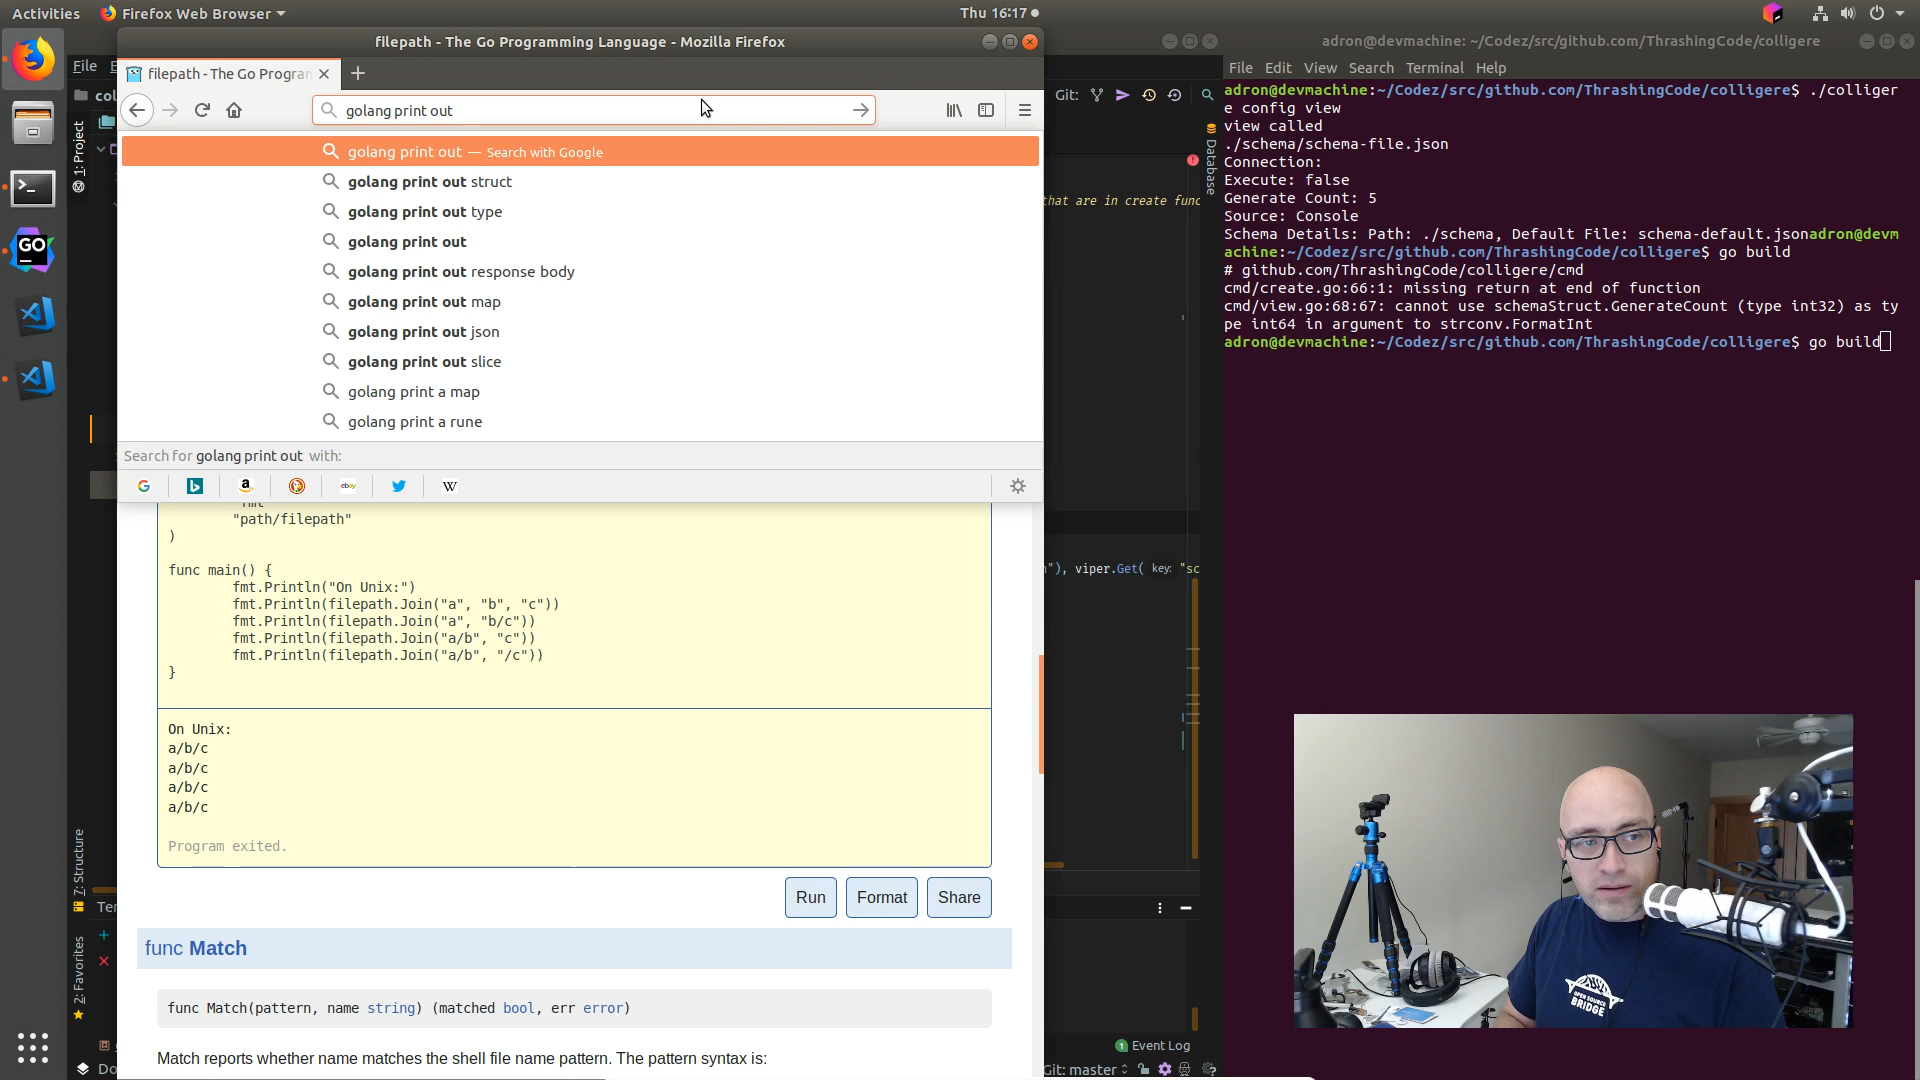 Activities
Firefox Web Browser
Thu 16:17
filepath - The Go Programming Language - Mozilla Firefox
adron@devmachine: ~/Codez/src/github.com/ThrashingCode/colligere
File
filepath - The Go Program
File Edit View Search Terminal Help
golang print out
Git:
golang print out — Search with Google
golang print out struct
golang print out type
golang print out
golang print out response body
golang print out map
golang print out json
golang print out slice
golang print a map
golang print a rune
Search for golang print out with:
ebay
W
1: Project
col
GO
7: Structure
2: Favorites
Ter
Do
"path/filepath"
)
func main() {
fmt.Println("On Unix:")
fmt.Println(filepath.Join("a", "b", "c"))
fmt.Println(filepath.Join("a", "b/c"))
fmt.Println(filepath.Join("a/b", "c"))
fmt.Println(filepath.Join("a/b", "/c"))
}
On Unix:
a/b/c
a/b/c
a/b/c
a/b/c
Program exited.
Run
Format
Share
func Match
func Match(pattern, name string) (matched bool, err error)
Match reports whether name matches the shell file name pattern. The pattern syntax is:
Database
that are in create func
"), viper.Get( key: "sc
1 Event Log
Git: master
adron@devmachine:~/Codez/src/github.com/ThrashingCode/colligere$ ./colliger
e config view
view called
./schema/schema-file.json
Connection:
Execute: false
Generate Count: 5
Source: Console
Schema Details: Path: ./schema, Default File: schema-default.jsonadron@devm
achine:~/Codez/src/github.com/ThrashingCode/colligere$ go build
# github.com/ThrashingCode/colligere/cmd
cmd/create.go:66:1: missing return at end of function
cmd/view.go:68:67: cannot use schemaStruct.GenerateCount (type int32) as ty
pe int64 in argument to strconv.FormatInt
adron@devmachine:~/Codez/src/github.com/ThrashingCode/colligere$ go build
OPEN SOURCE
BRIDGE